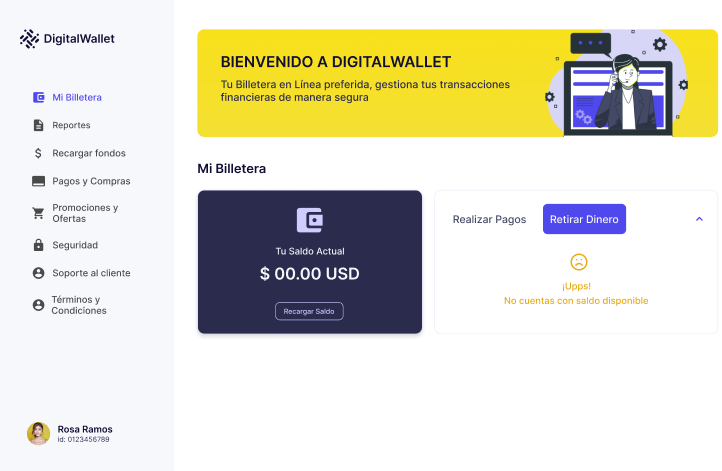 DigitalWallet
Mi Billetera
Reportes
Recargar fondos
Pagos y Compras
Promociones y
Ofertas
Seguridad
Soporte al cliente
Términos y
Condiciones
Rosa Ramos
id: 0123456789
BIENVENIDO A DIGITALWALLET
Tu Billetera en Línea preferida, gestiona tus transacciones
financieras de manera segura
Mi Billetera
Tu Saldo Actual
$ 00.00 USD
Recargar Saldo
Realizar Pagos
Retirar Dinero
¡Upps!
No cuentas con saldo disponible